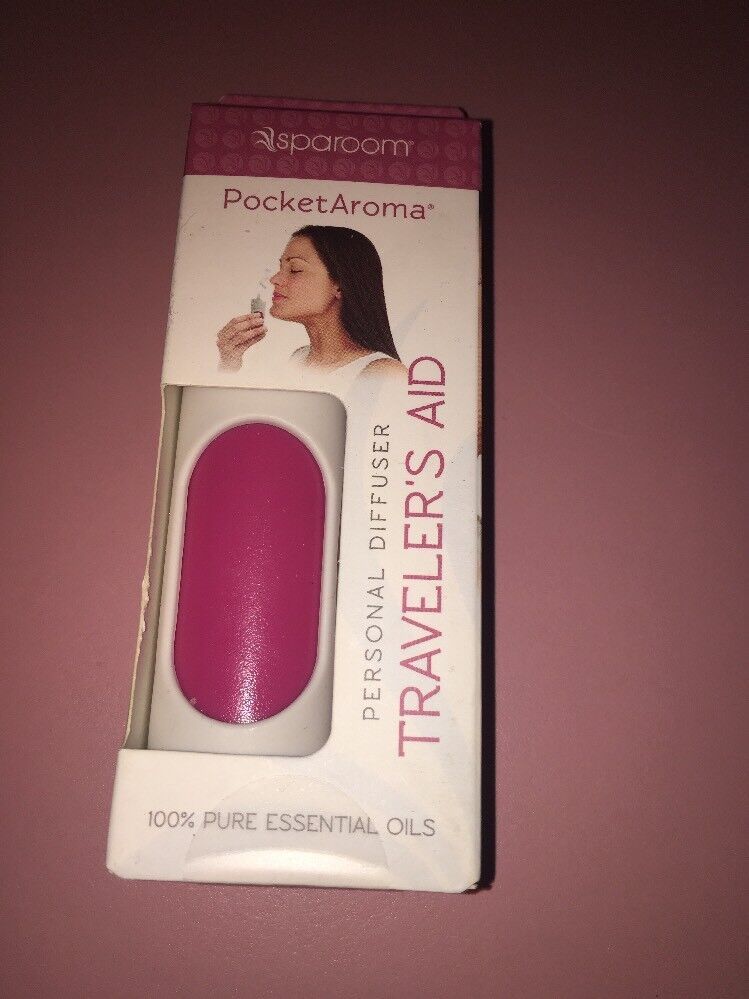 sparoom®
PocketAroma®
PERSONAL DIFFUSER
TRAVELER'S AID
100% PURE ESSENTIAL OILS